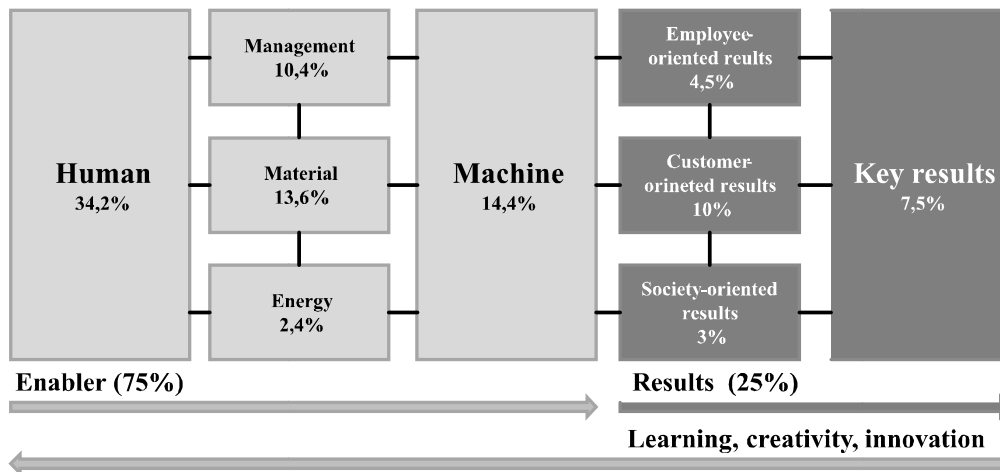 Human
34,2%
Management
10,4%
Material
13,6%
Energy
2,4%
Machine
14,4%
Employee-
oriented reults
4,5%
Customer-
orineted results
10%
Society-oriented
results
3%
Key results
7,5%
Enabler (75%)
Results (25%)
Learning, creativity, innovation